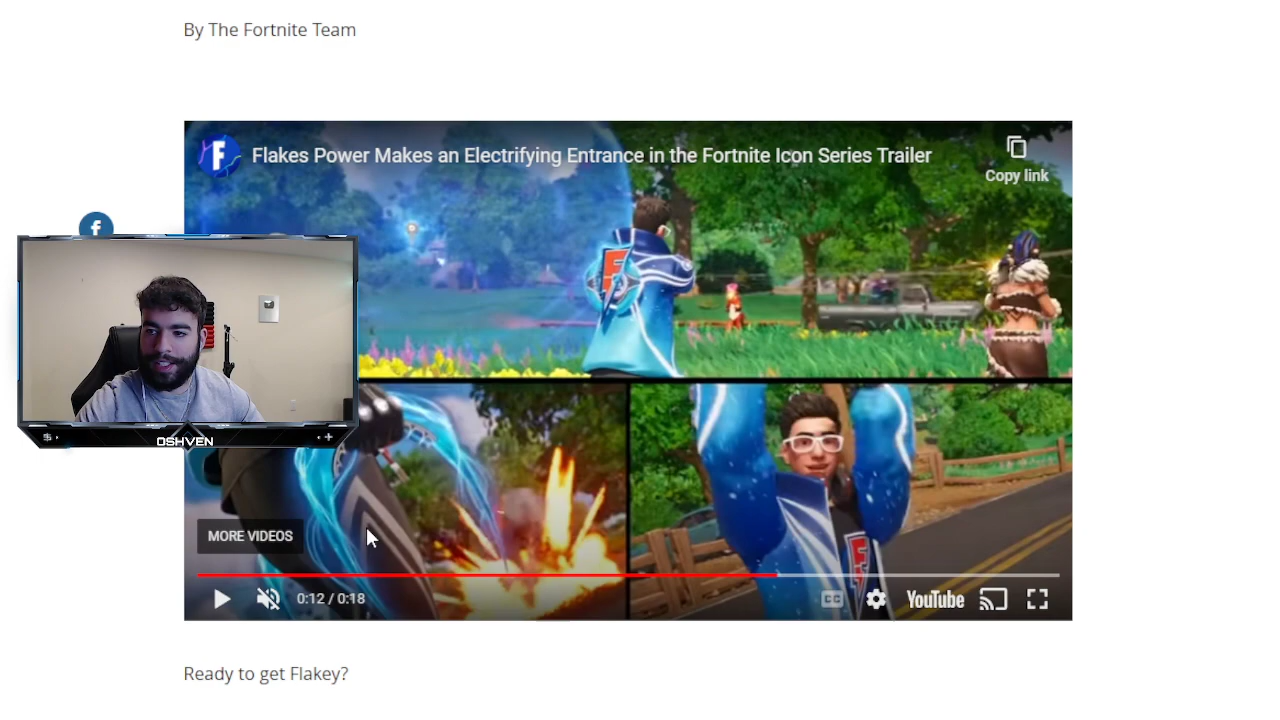 By The Fortnite Team
F
Flakes Power Makes an Electrifying Entrance in the Fortnite Icon Series Trailer
Copy link
f
OSHVEN
MORE VIDEOS
0:12 / 0:18
CC
YouTube
Ready to get Flakey?